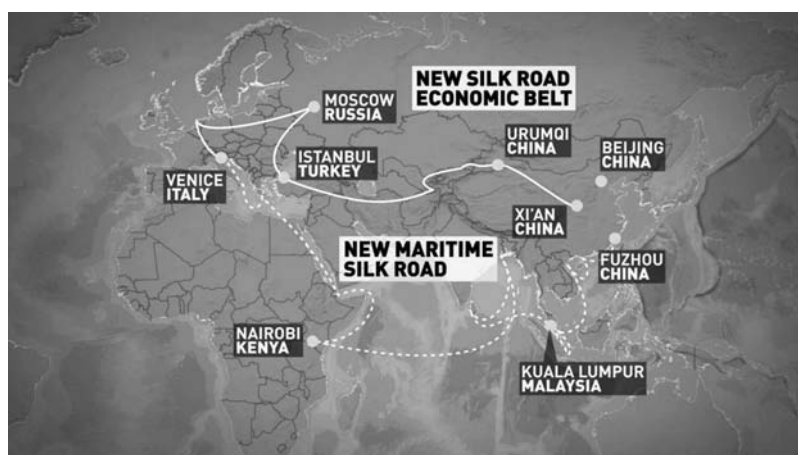 NEW SILK ROAD
ECONOMIC BELT
MOSCOW
RUSSIA
URUMQI
CHINA
BEIJING
CHINA
ISTANBUL
TURKEY
VENICE
ITALY
XI'AN
CHINA
NEW MARITIME
SILK ROAD
FUZHOU
CHINA
NAIROBI
KENYA
KUALA LUMPUR
MALAYSIA